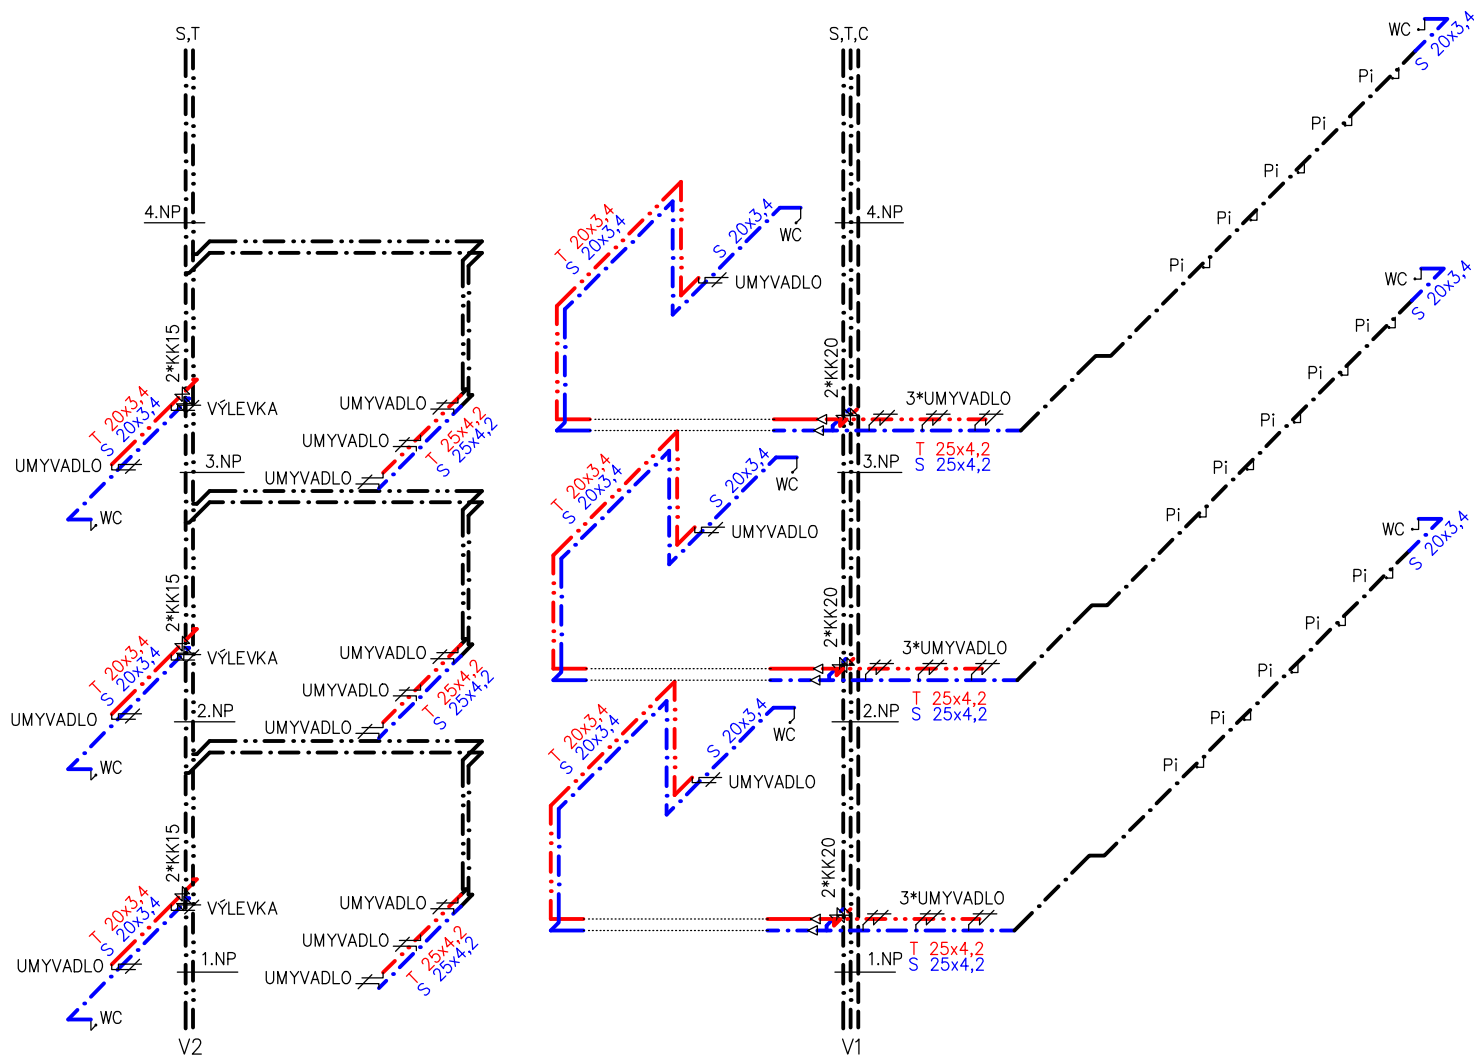 S,T
S,T,C
WC
S 20x3,4
Pi
Pi
Pi
Pi
Pi
4.NP
4.NP
T 20x3,4
S 20x3,4
S 20x3,4
WC
UMYVADLO
2*KK15
T 20x3,4
S 20x3,4
VÝLEVKA
UMYVADLO
WC
3.NP
UMYVADLO
UMYVADLO
UMYVADLO
T 25x4,2
S 25x4,2
2*KK20
3*UMYVADLO
T 25x4,2
S 25x4,2
3.NP
WC
S 20x3,4
Pi
Pi
Pi
Pi
Pi
T 20x3,4
S 20x3,4
S 20x3,4
WC
UMYVADLO
2*KK15
T 20x3,4
S 20x3,4
VÝLEVKA
UMYVADLO
WC
2.NP
UMYVADLO
UMYVADLO
UMYVADLO
T 25x4,2
S 25x4,2
2*KK20
3*UMYVADLO
T 25x4,2
S 25x4,2
2.NP
WC
S 20x3,4
Pi
Pi
Pi
Pi
Pi
T 20x3,4
S 20x3,4
S 20x3,4
WC
UMYVADLO
2*KK15
T 20x3,4
S 20x3,4
VÝLEVKA
UMYVADLO
WC
1.NP
UMYVADLO
UMYVADLO
UMYVADLO
T 25x4,2
S 25x4,2
2*KK20
3*UMYVADLO
T 25x4,2
S 25x4,2
1.NP
V2
V1